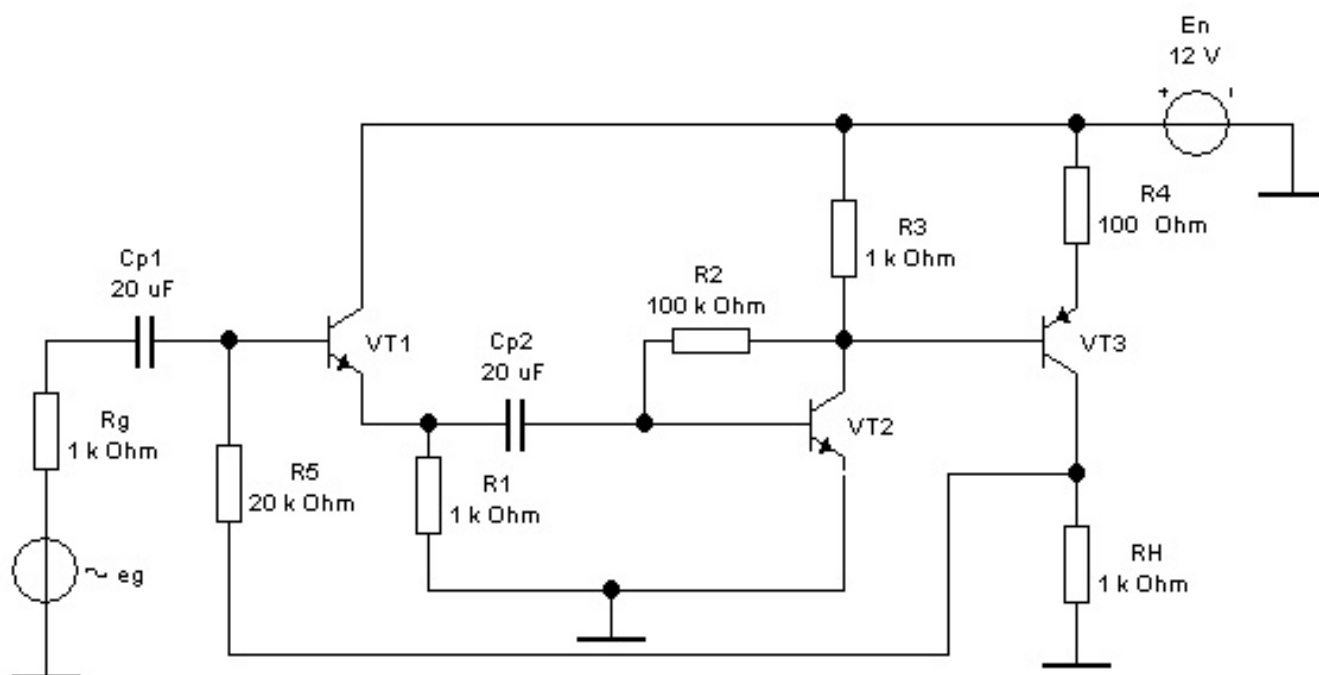 En
12 V
+
R4
100 Ohm
R3
1 k Ohm
Cp1
20 uF
R2
100 k Ohm
VT1
VT3
Cp2
20 uF
Rg
1 k Ohm
VT2
R5
20 k Ohm
R1
1 k Ohm
~ eg
RH
1 k Ohm